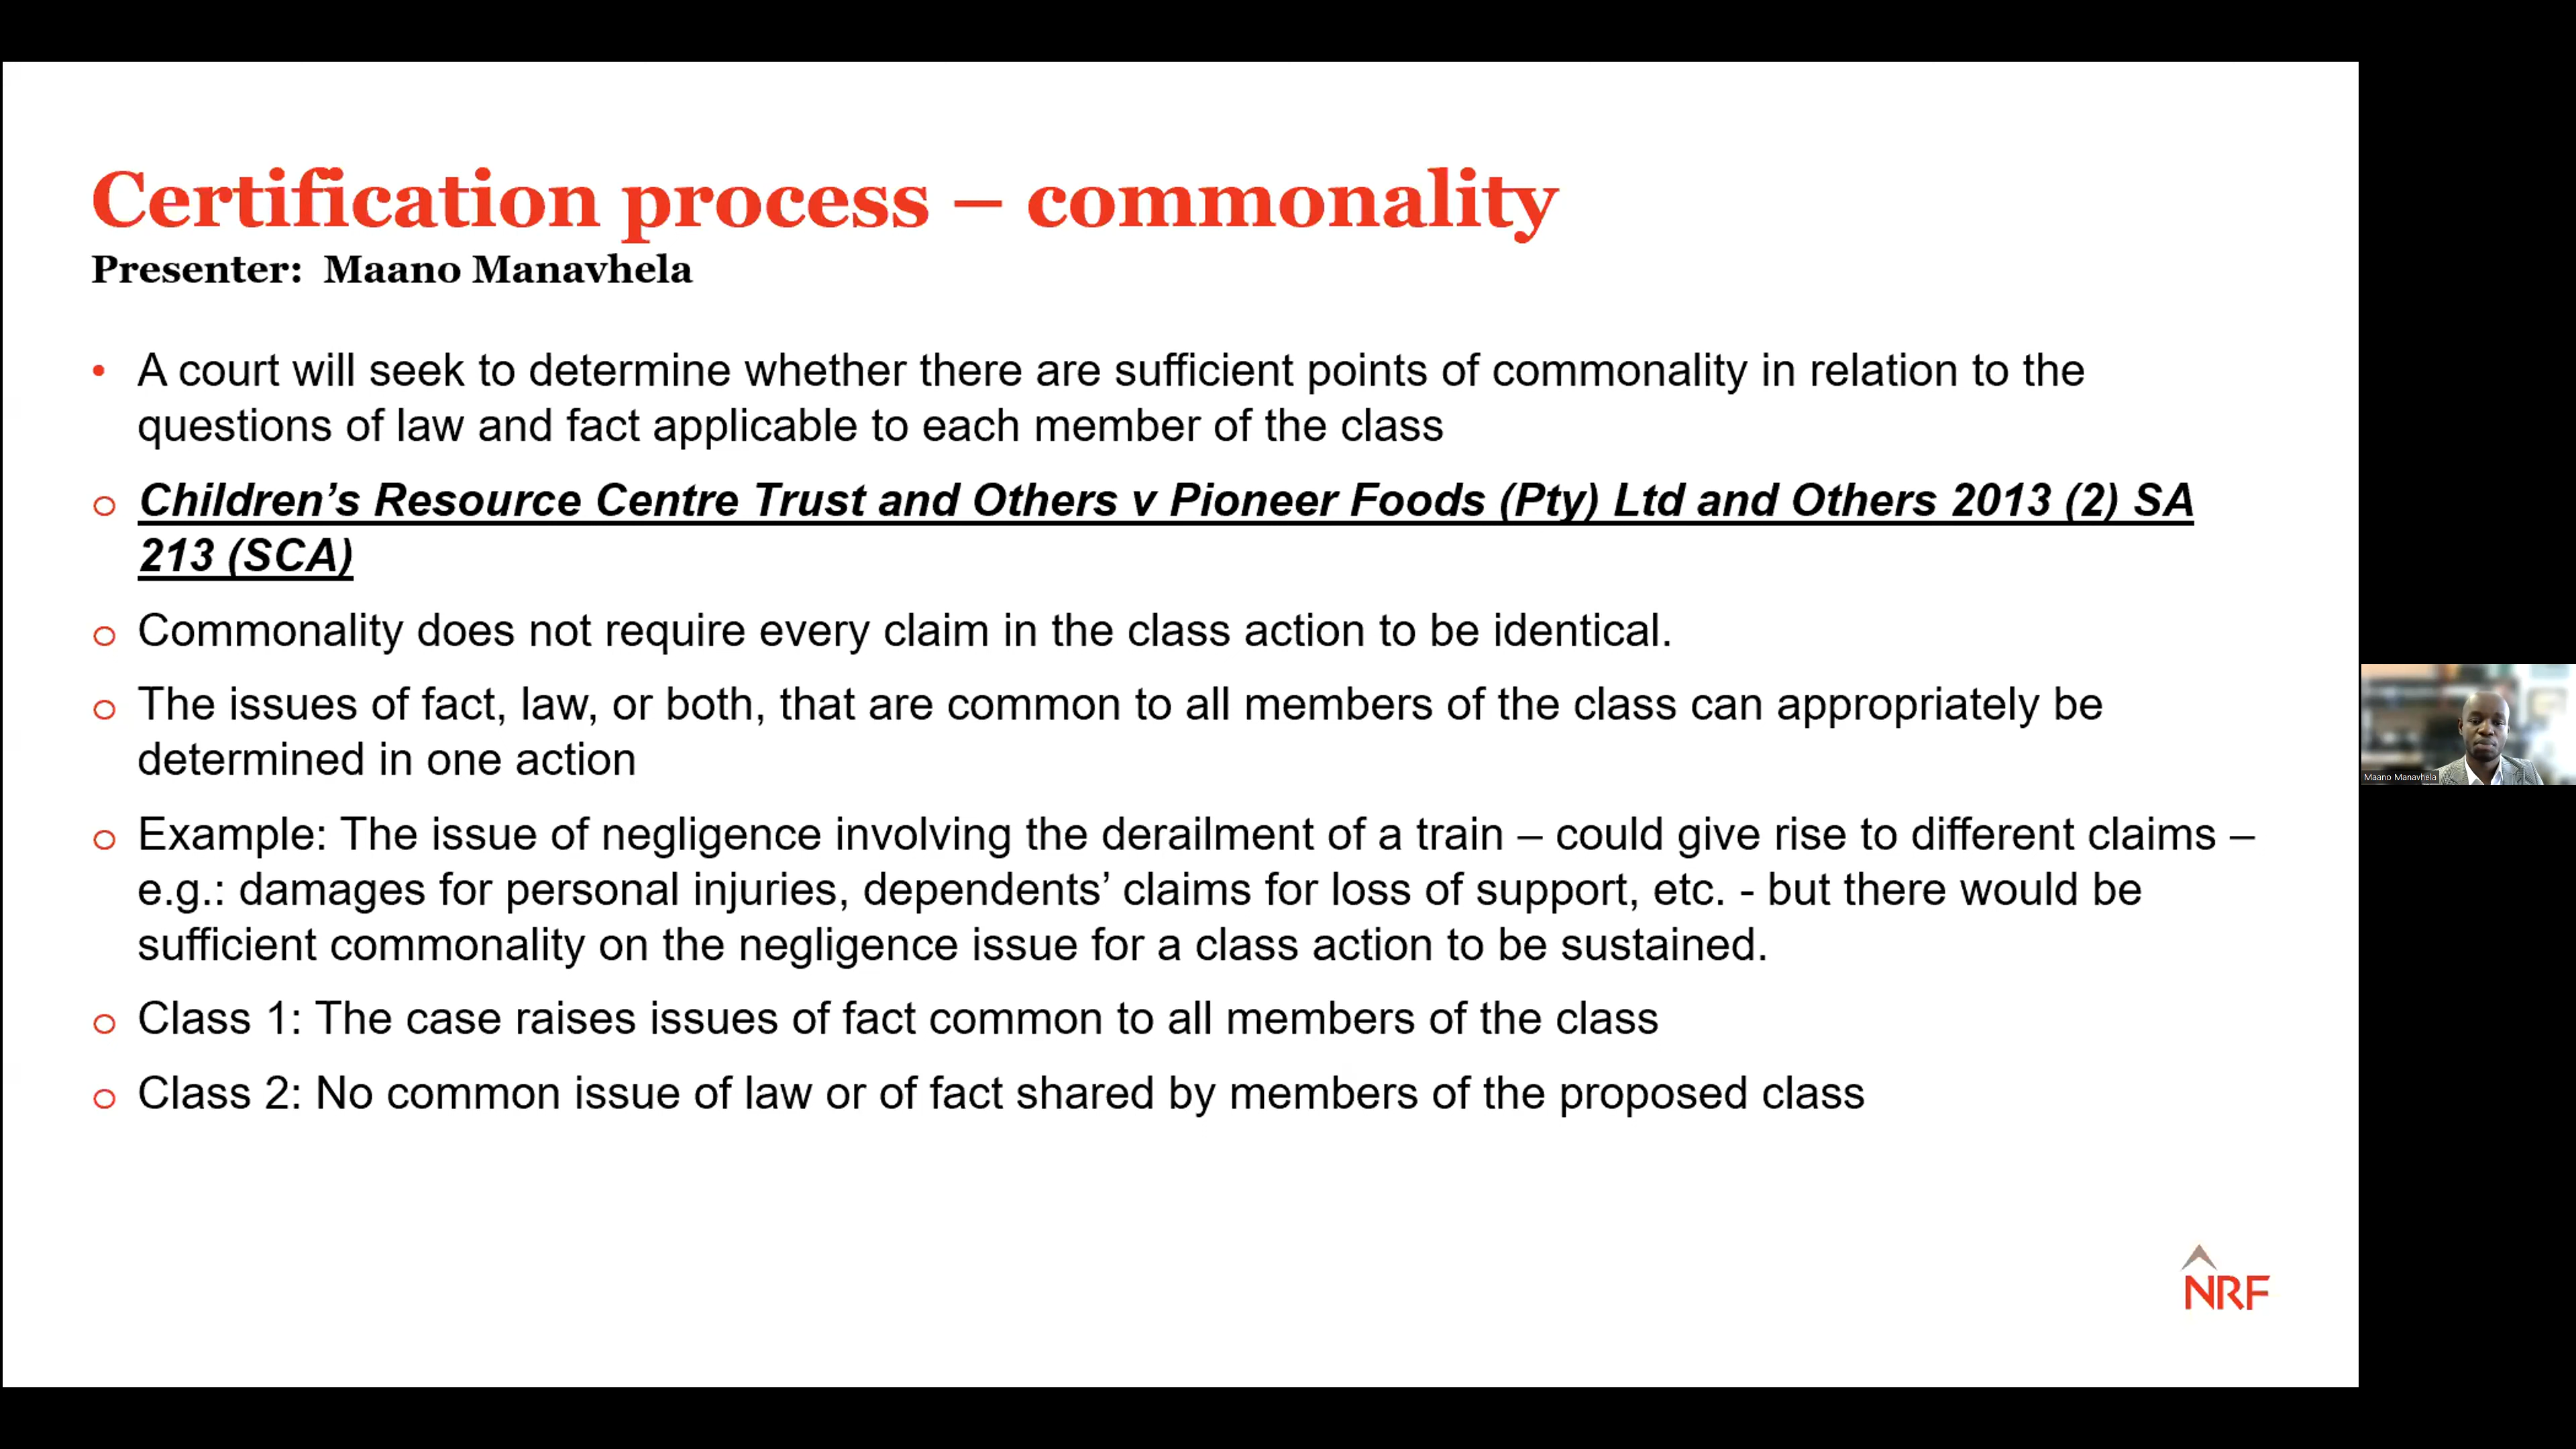 Certification process – commonality
Presenter:  Maano Manavhela
• A court will seek to determine whether there are sufficient points of commonality in relation to the
questions of law and fact applicable to each member of the class
o Children’s Resource Centre Trust and Others v Pioneer Foods (Pty) Ltd and Others 2013 (2) SA
213 (SCA)
o Commonality does not require every claim in the class action to be identical.
o The issues of fact, law, or both, that are common to all members of the class can appropriately be
determined in one action
o Example: The issue of negligence involving the derailment of a train – could give rise to different claims –
e.g.: damages for personal injuries, dependents’ claims for loss of support, etc. - but there would be
sufficient commonality on the negligence issue for a class action to be sustained.
o Class 1: The case raises issues of fact common to all members of the class
o Class 2: No common issue of law or of fact shared by members of the proposed class
NRF
Maano Manavhela